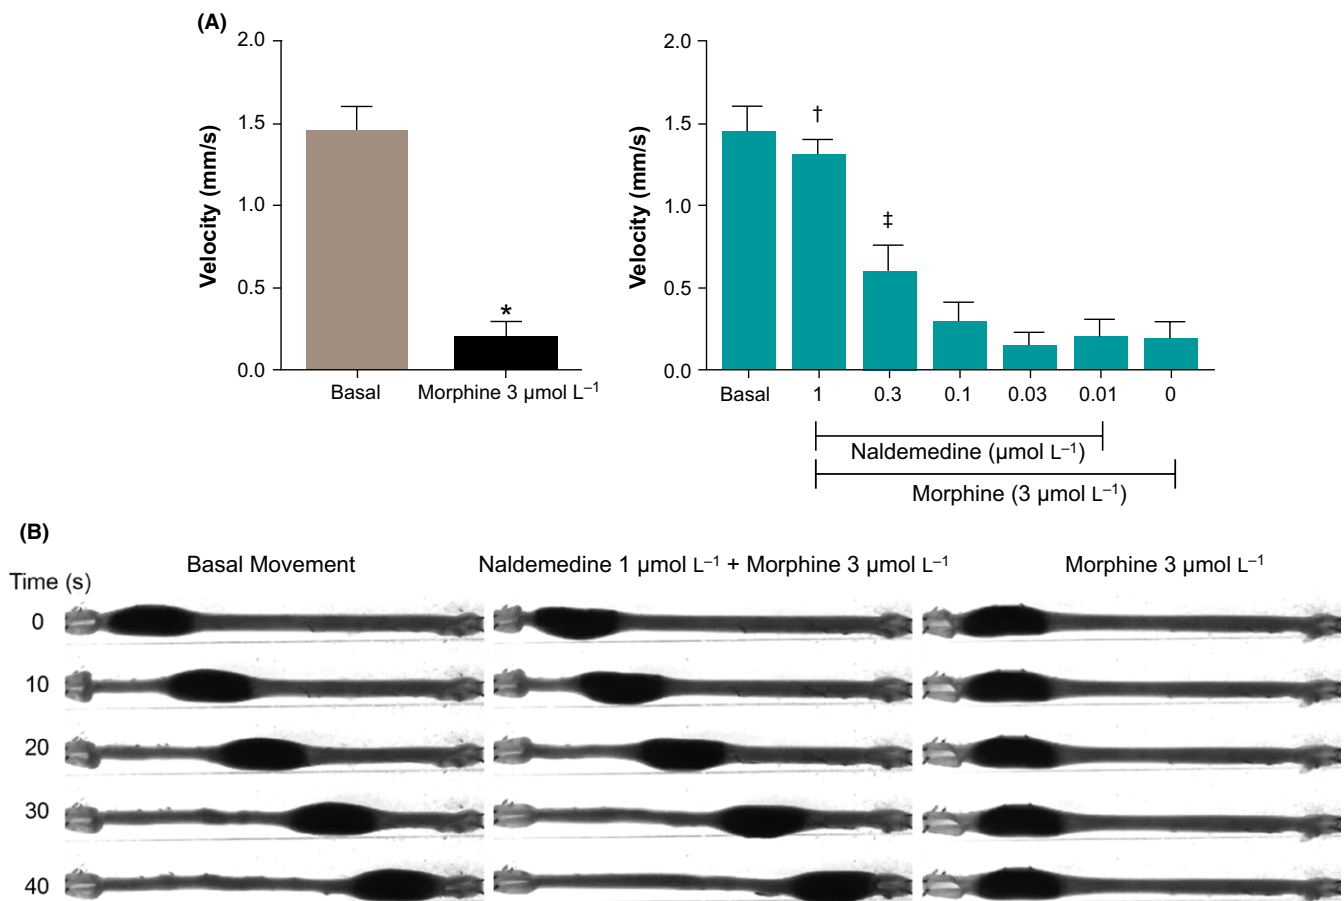 (A)
2.0
1.5
1.0
0.5
0.0
Velocity (mm/s)
*
Basal
Morphine 3 µmol L⁻¹
2.0
1.5
1.0
0.5
0.0
Velocity (mm/s)
†
‡
Basal
1
0.3
0.1
0.03
0.01
0
Naldemedine (µmol L⁻¹)
Morphine (3 µmol L⁻¹)
(B)
Basal Movement
Naldemedine 1 µmol L⁻¹ + Morphine 3 µmol L⁻¹
Morphine 3 µmol L⁻¹
Time (s)
0
10
20
30
40